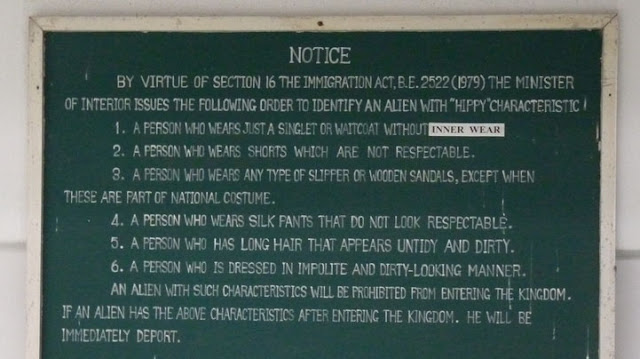 NOTICE
BY VIRTUE OF SECTION 16 THE IMMIGRATION ACT, B.E. 2522 (1979) THE MINISTER
OF INTERIOR ISSUES THE FOLLOWING ORDER TO IDENTIFY AN ALIEN WITH "HIPPY"CHARACTERISTIC
1. A PERSON WHO WEARS JUST A SINGLET OR WAITCOAT WITHOUT INNER WEAR
2. A PERSON WHO WEARS SHORTS WHICH ARE NOT RESPECTABLE.
3. A PERSON WHO WEARS ANY TYPE OF SLIPPER OR WOODEN SANDALS, EXCEPT WHEN
THESE ARE PART OF NATIONAL COSTUME.
4. A PERSON WHO WEARS SILK PANTS THAT DO NOT LOOK RESPECTABLE.
5. A PERSON WHO HAS LONG HAIR THAT APPEARS UNTIDY AND DIRTY.
6. A PERSON WHO IS DRESSED IN IMPOLITE AND DIRTY-LOOKING MANNER.
AN ALIEN WITH SUCH CHARACTERISTICS WILL BE PROHIBITED FROM ENTERING THE KINGDOM.
IF AN ALIEN HAS THE ABOVE CHARACTERISTICS AFTER ENTERING THE KINGDOM. HE WILL BE
IMMEDIATELY DEPORT.